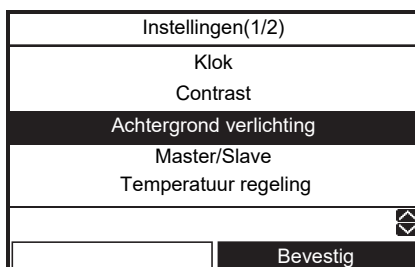 Instellingen(1/2)
Klok
Contrast
Achtergrond verlichting
Master/Slave
Temperatuur regeling
Bevestig